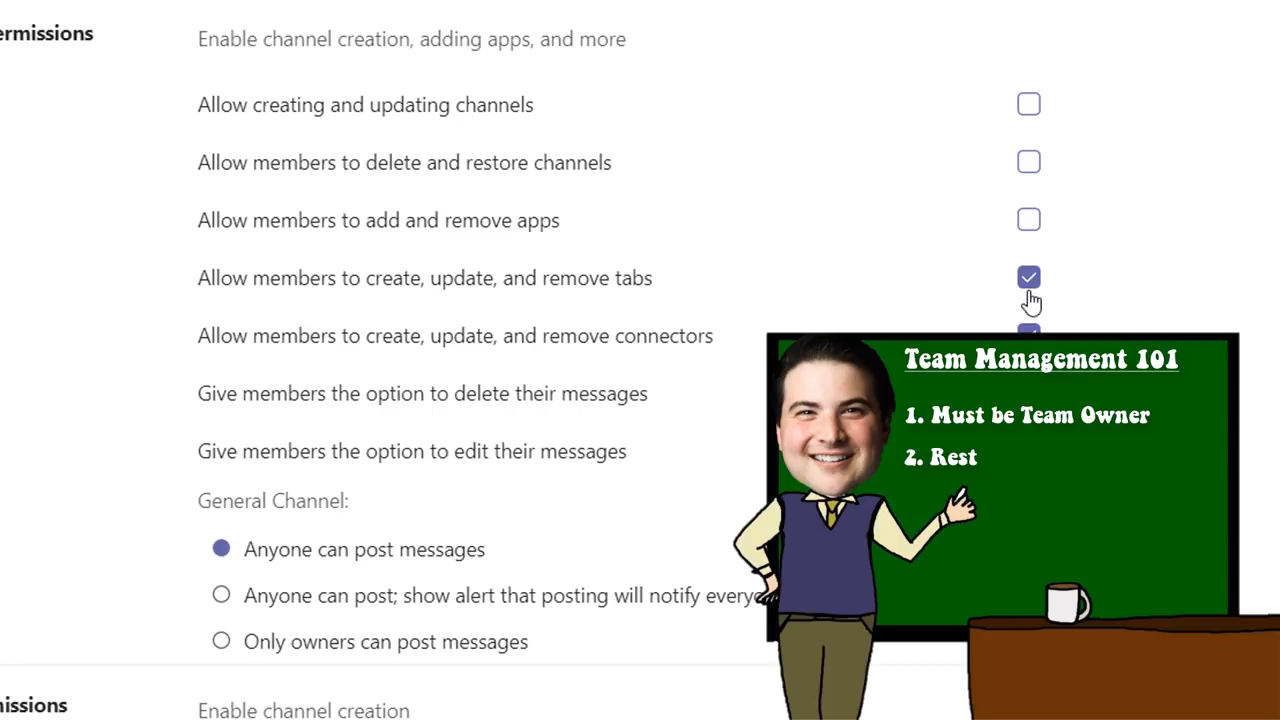 ermissions
Enable channel creation, adding apps, and more
Allow creating and updating channels
Allow members to delete and restore channels
Allow members to add and remove apps
Allow members to create, update, and remove tabs
Allow members to create, update, and remove connectors
Give members the option to delete their messages
Give members the option to edit their messages
General Channel:
Anyone can post messages
Anyone can post; show alert that posting will notify everyo
Only owners can post messages
issions
Enable channel creation
Team Management 101
1. Must be Team Owner
2. Rest